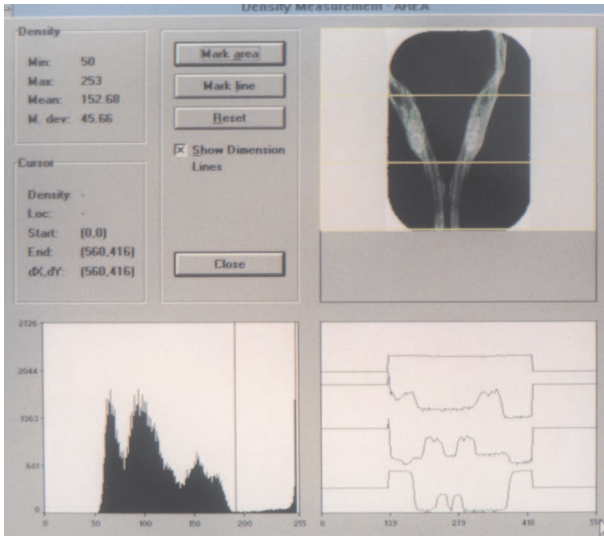 Density Measurement - AREA
Density
Min: 50
Max: 253
Mean: 152.68
M. dev: 45.66
Cursor
Density: -
Loc: -
Start: (0,0)
End: (560,416)
dX,dY: (560,416)
Mark area
Mark line
Reset
Show Dimension
Lines
Close
2726
2044
1363
681
0
0 50 100 150 200 255
0 139 279 418